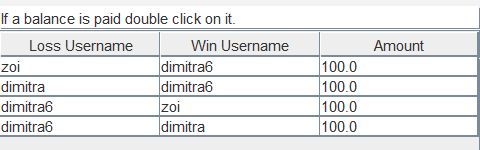 If a balance is paid double click on it.
Loss Username Win Username Amount
zoi dimitra6 100.0
dimitra dimitra6 100.0
dimitra6 zoi 100.0
dimitra6 dimitra 100.0